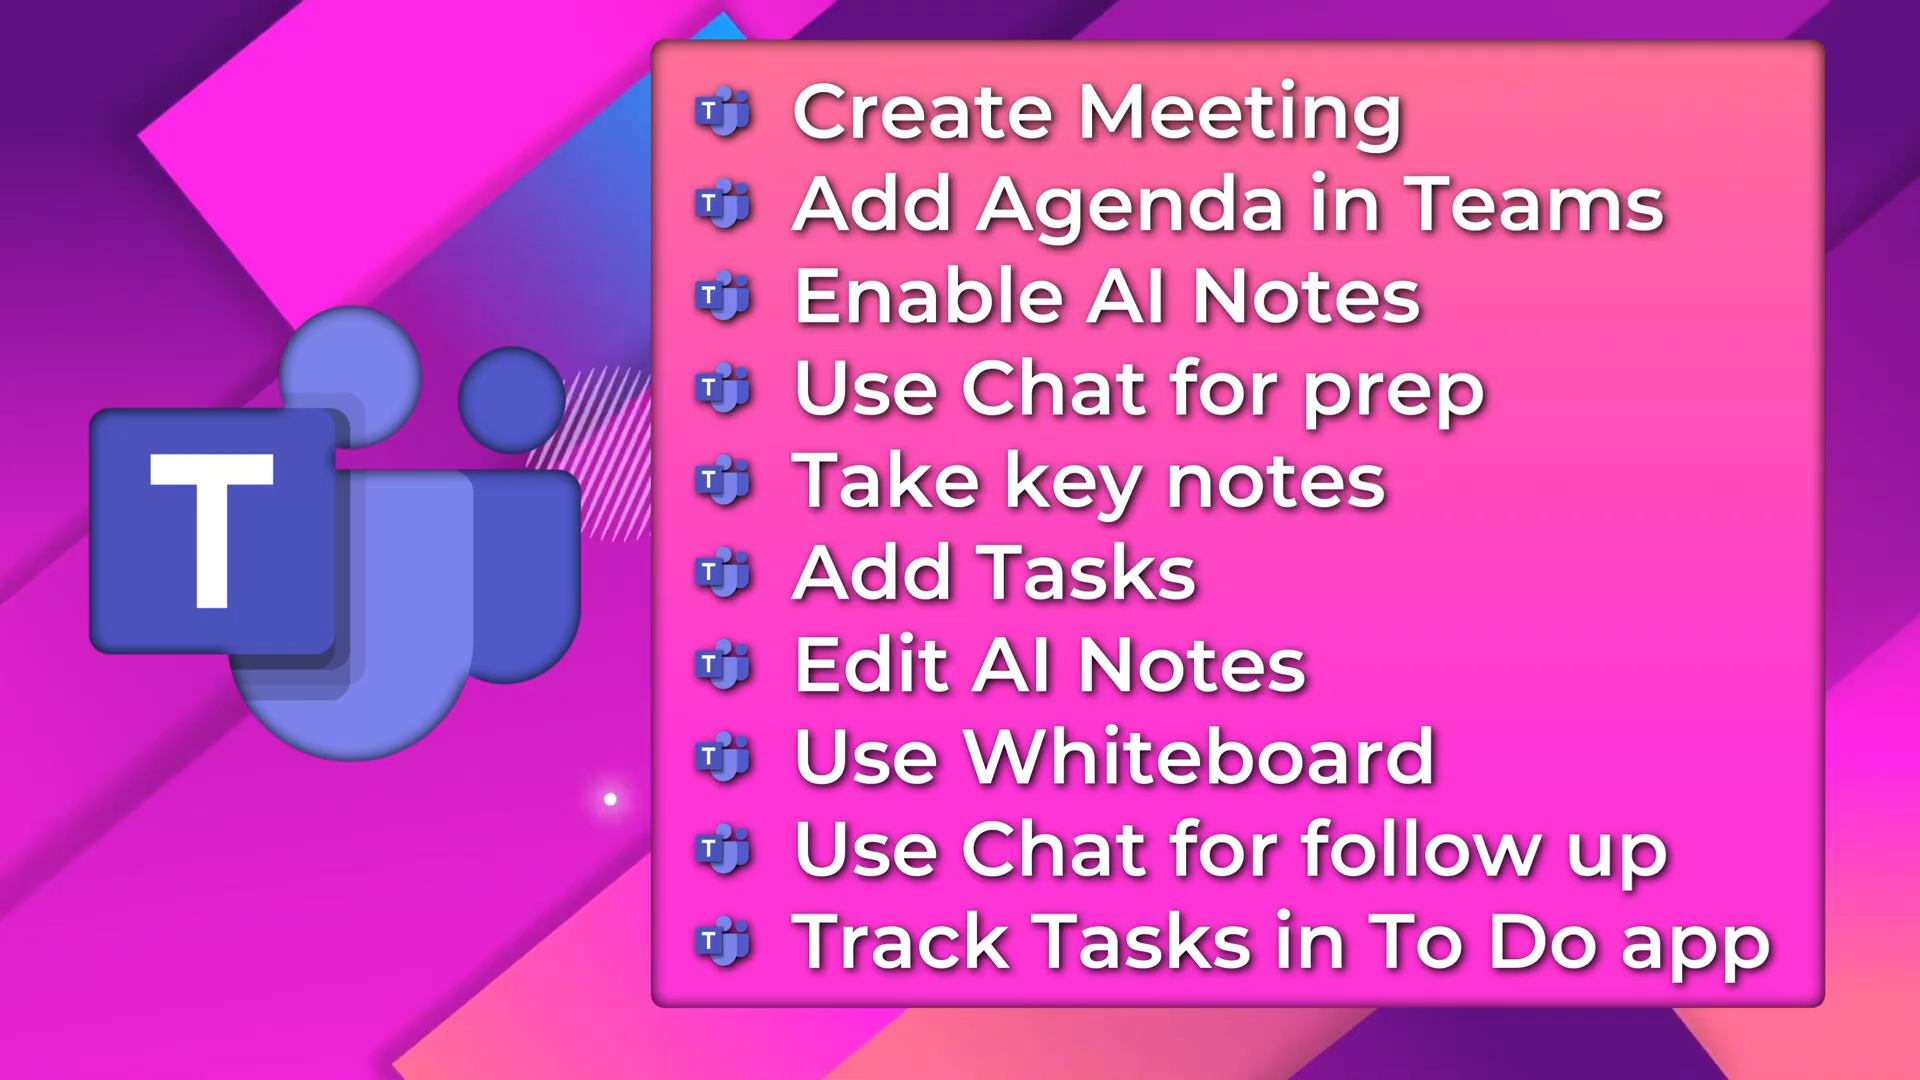 T
Create Meeting
Add Agenda in Teams
Enable AI Notes
Use Chat for prep
Take key notes
Add Tasks
Edit AI Notes
Use Whiteboard
Use Chat for follow up
Track Tasks in To Do app